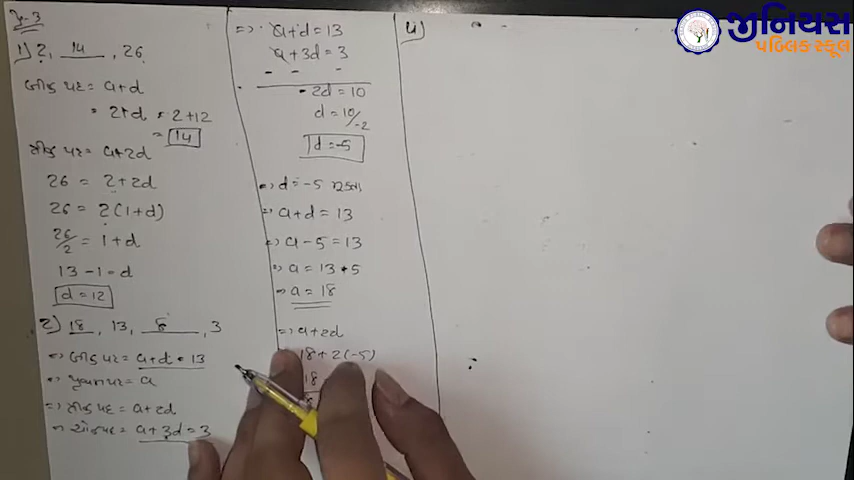 પ્ર-3
1) 2, 14, 26
બીજુ પદ = a+d
= 2+d = 2+12
= 14
ત્રીજુ પદ = a+2d
26 = 2+2d
26 = 2(1+d)
26/2 = 1+d
13-1=d
d=12
2) 18, 13, 8, 3
⇒ બીજુ પદ = a+d=13
⇒ પ્રથમ પદ = a
⇒ ત્રીજુ પદ = a+2d
⇒ ચોથુ પદ = a+3d=3
⇒ a+d=13
a+3d=3
- - -
-2d=10
d=10/-2
d=-5
⇒ d=-5 મુકતા
⇒ a+d=13
⇒ a-5=13
⇒ a=13+5
⇒ a=18
⇒ a+2d
18+2(-5)
18
૫)
જીનિયસ
પબ્લિક સ્કૂલ